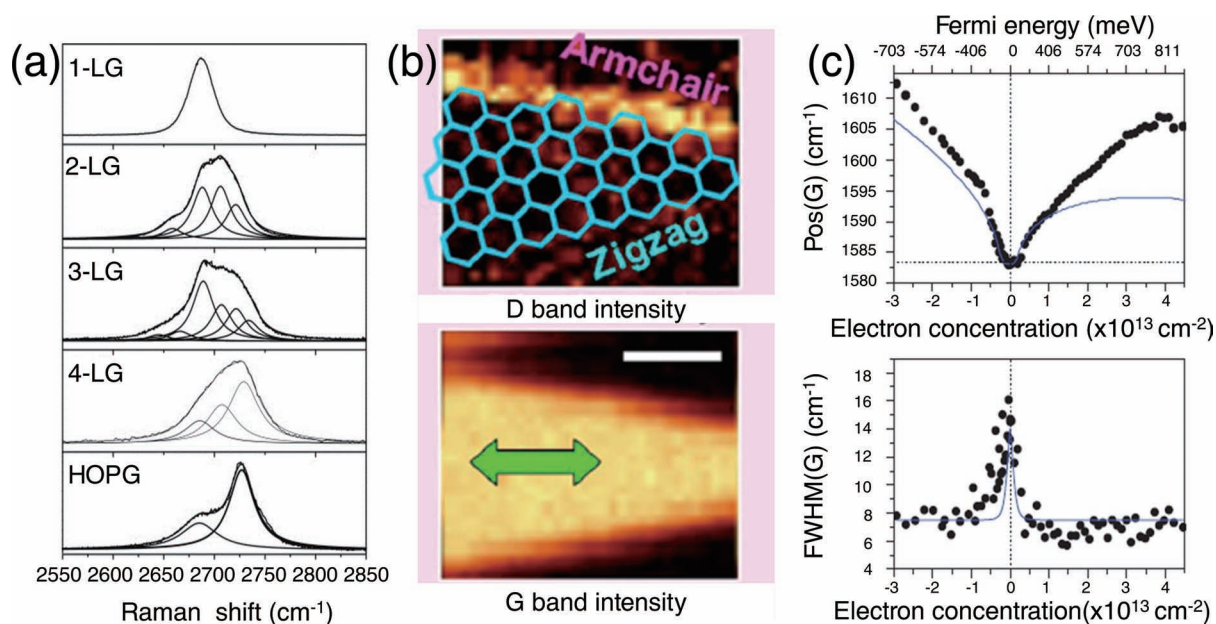 (a)
1-LG
2-LG
3-LG
4-LG
HOPG
2550 2600 2650 2700 2750 2800 2850
Raman shift (cm⁻¹)
(b)
Armchair
Zigzag
D band intensity
G band intensity
(c)
Fermi energy (meV)
-703 -574 -406 0 406 574 703 811
Pos(G) (cm⁻¹)
1610
1605
1600
1595
1590
1585
1580
-3 -2 -1 0 1 2 3 4
Electron concentration (x10¹³ cm⁻²)
FWHM(G) (cm⁻¹)
18
16
14
12
10
8
6
4
-3 -2 -1 0 1 2 3 4
Electron concentration(x10¹³ cm⁻²)